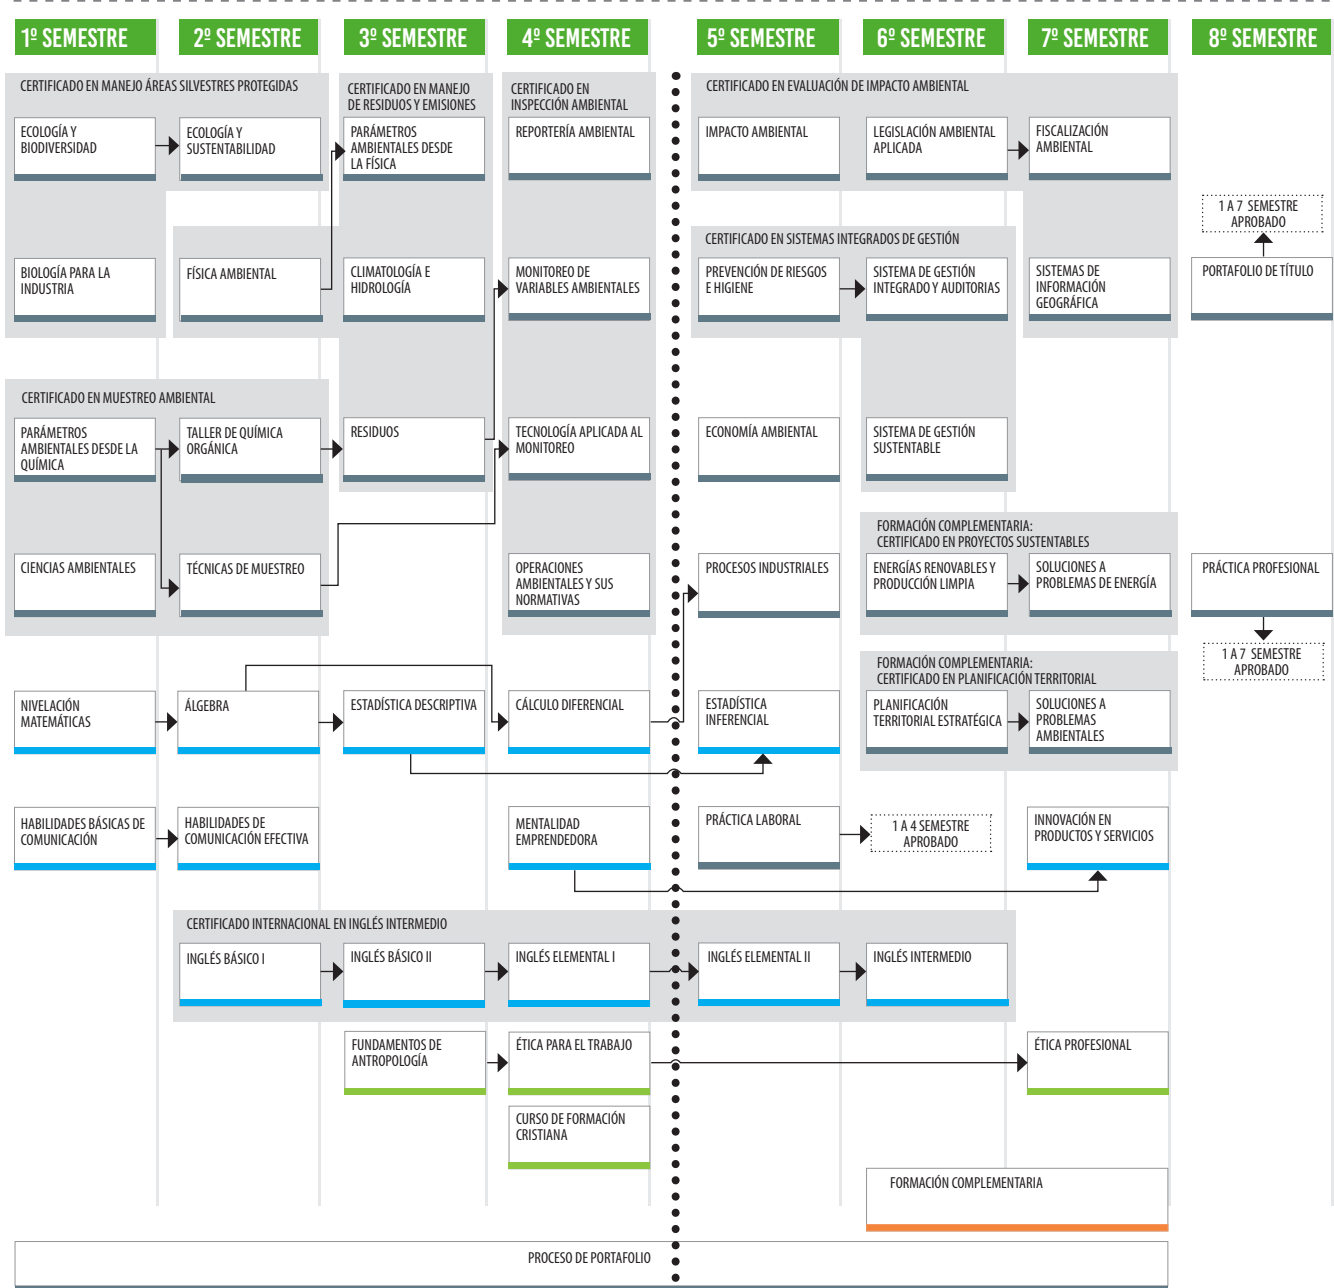 1º SEMESTRE
2º SEMESTRE
3º SEMESTRE
4º SEMESTRE
5º SEMESTRE
6º SEMESTRE
7º SEMESTRE
8º SEMESTRE
CERTIFICADO EN MANEJO ÁREAS SILVESTRES PROTEGIDAS
CERTIFICADO EN MANEJO
DE RESIDUOS Y EMISIONES
CERTIFICADO EN
INSPECCIÓN AMBIENTAL
CERTIFICADO EN EVALUACIÓN DE IMPACTO AMBIENTAL
ECOLOGÍA Y
BIODIVERSIDAD
ECOLOGÍA Y
SUSTENTABILIDAD
PARÁMETROS
AMBIENTALES DESDE
LA FÍSICA
REPORTERÍA AMBIENTAL
IMPACTO AMBIENTAL
LEGISLACIÓN AMBIENTAL
APLICADA
FISCALIZACIÓN
AMBIENTAL
1 A 7 SEMESTRE
APROBADO
CERTIFICADO EN SISTEMAS INTEGRADOS DE GESTIÓN
BIOLOGÍA PARA LA
INDUSTRIA
FÍSICA AMBIENTAL
CLIMATOLOGÍA E
HIDROLOGÍA
MONITOREO DE
VARIABLES AMBIENTALES
PREVENCIÓN DE RIESGOS
E HIGIENE
SISTEMA DE GESTIÓN
INTEGRADO Y AUDITORIAS
SISTEMAS DE
INFORMACIÓN
GEOGRÁFICA
PORTAFOLIO DE TÍTULO
CERTIFICADO EN MUESTREO AMBIENTAL
PARÁMETROS
AMBIENTALES DESDE LA
QUÍMICA
TALLER DE QUÍMICA
ORGÁNICA
RESIDUOS
TECNOLOGÍA APLICADA AL
MONITOREO
ECONOMÍA AMBIENTAL
SISTEMA DE GESTIÓN
SUSTENTABLE
FORMACIÓN COMPLEMENTARIA:
CERTIFICADO EN PROYECTOS SUSTENTABLES
CIENCIAS AMBIENTALES
TÉCNICAS DE MUESTREO
OPERACIONES
AMBIENTALES Y SUS
NORMATIVAS
PROCESOS INDUSTRIALES
ENERGÍAS RENOVABLES Y
PRODUCCIÓN LIMPIA
SOLUCIONES A
PROBLEMAS DE ENERGÍA
PRÁCTICA PROFESIONAL
1 A 7 SEMESTRE
APROBADO
FORMACIÓN COMPLEMENTARIA:
CERTIFICADO EN PLANIFICACIÓN TERRITORIAL
NIVELACIÓN
MATEMÁTICAS
ÁLGEBRA
ESTADÍSTICA DESCRIPTIVA
CÁLCULO DIFERENCIAL
ESTADÍSTICA
INFERENCIAL
PLANIFICACIÓN
TERRITORIAL ESTRATÉGICA
SOLUCIONES A
PROBLEMAS
AMBIENTALES
HABILIDADES BÁSICAS DE
COMUNICACIÓN
HABILIDADES DE
COMUNICACIÓN EFECTIVA
MENTALIDAD
EMPRENDEDORA
PRÁCTICA LABORAL
1 A 4 SEMESTRE
APROBADO
INNOVACIÓN EN
PRODUCTOS Y SERVICIOS
CERTIFICADO INTERNACIONAL EN INGLÉS INTERMEDIO
INGLÉS BÁSICO I
INGLÉS BÁSICO II
INGLÉS ELEMENTAL I
INGLÉS ELEMENTAL II
INGLÉS INTERMEDIO
FUNDAMENTOS DE
ANTROPOLOGÍA
ÉTICA PARA EL TRABAJO
ÉTICA PROFESIONAL
CURSO DE FORMACIÓN
CRISTIANA
FORMACIÓN COMPLEMENTARIA
PROCESO DE PORTAFOLIO